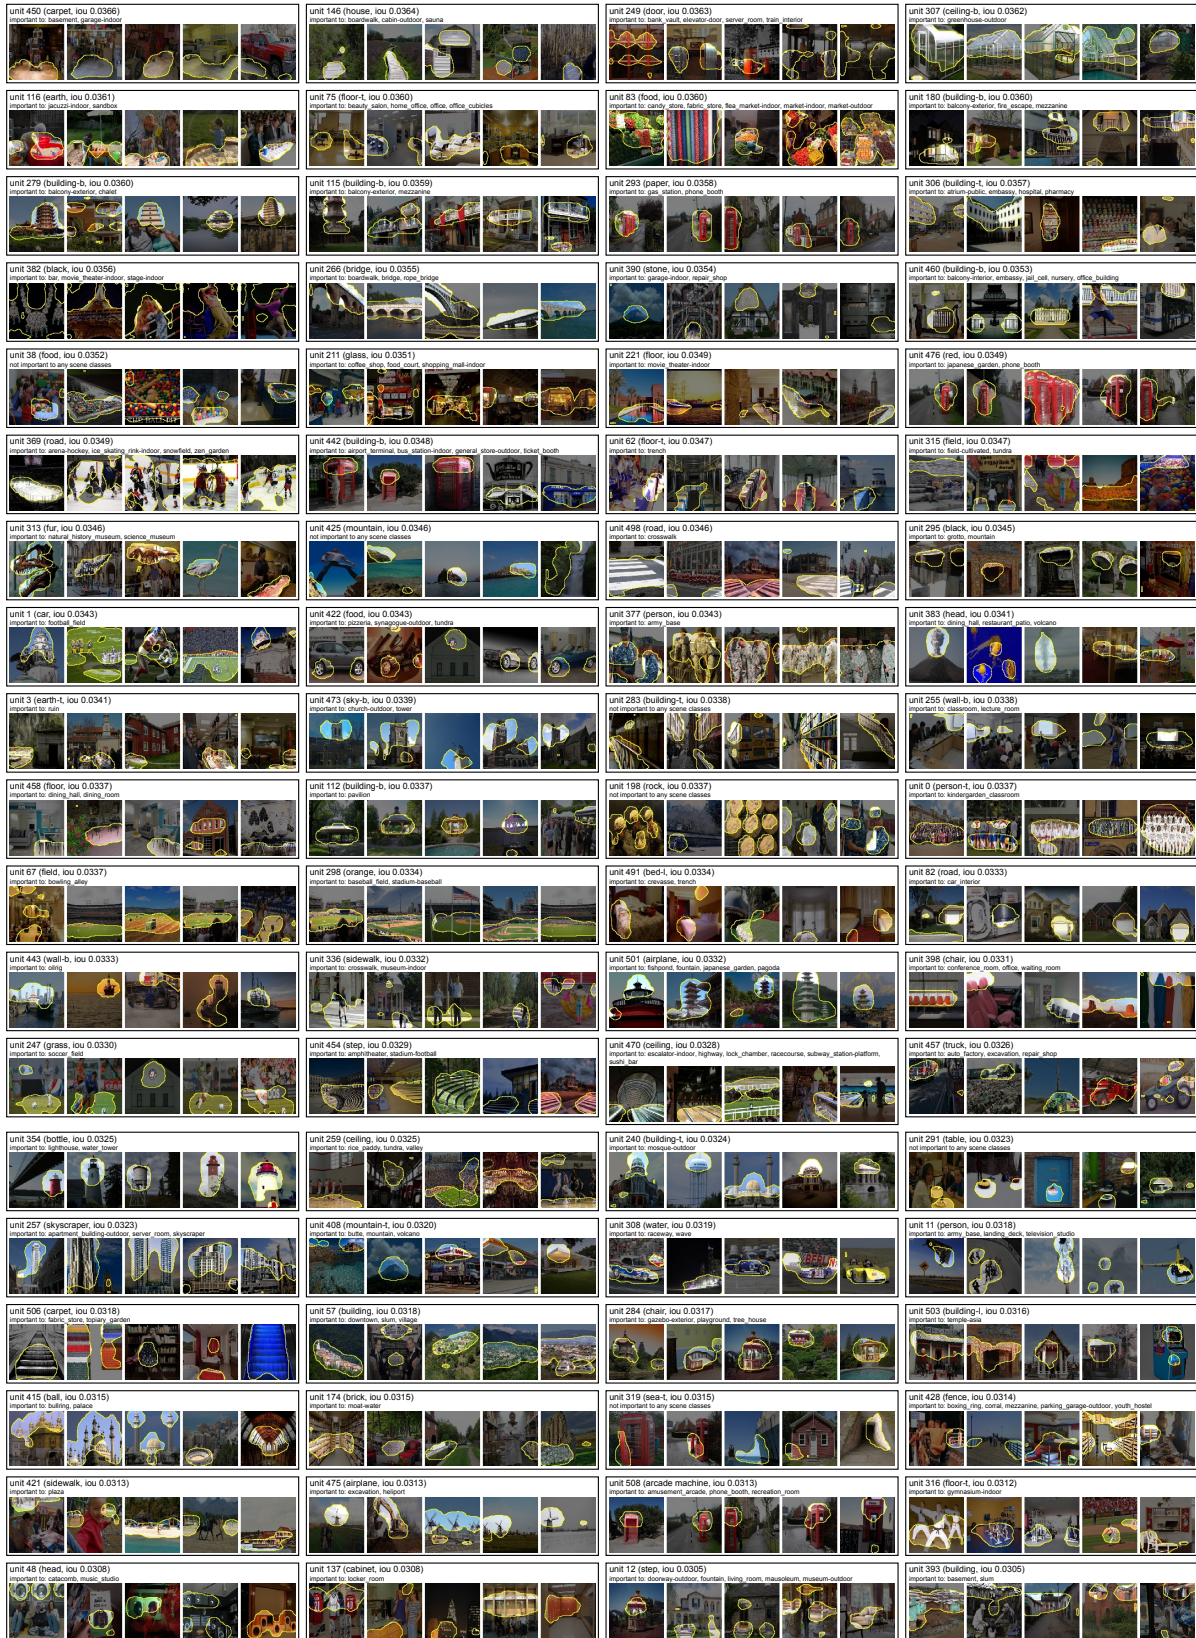 unit 450 (carpet, iou 0.0366)
important to: basement, garage-indoor
unit 146 (house, iou 0.0364)
important to: boardwalk, cabin-outdoor, sauna
unit 249 (door, iou 0.0363)
important to: bank_vault, elevator-door, server_room, train_interior
unit 307 (ceiling-b, iou 0.0362)
important to: greenhouse-outdoor
unit 116 (earth, iou 0.0361)
important to: jacuzzi-indoor, sandbox
unit 75 (floor-t, iou 0.0360)
important to: beauty_salon, home_office, office, office_cubicles
unit 83 (food, iou 0.0360)
important to: candy_store, fabric_store, flea_market-indoor, market-indoor, market-outdoor
unit 180 (building-b, iou 0.0360)
important to: balcony-exterior, fire_escape, mezzanine
unit 279 (building-b, iou 0.0360)
important to: balcony-exterior, chalet
unit 115 (building-b, iou 0.0359)
important to: balcony-exterior, mezzanine
unit 293 (paper, iou 0.0358)
important to: gas_station, phone_booth
unit 306 (building-t, iou 0.0357)
important to: atrium-public, embassy, hospital, pharmacy
unit 382 (black, iou 0.0356)
important to: bar, movie_theater-indoor, stage-indoor
unit 266 (bridge, iou 0.0355)
important to: boardwalk, bridge, rope_bridge
unit 390 (stone, iou 0.0354)
important to: garage-indoor, repair_shop
unit 460 (building-b, iou 0.0353)
important to: balcony-interior, embassy, jail_cell, nursery, office_building
unit 38 (food, iou 0.0352)
not important to any scene classes
unit 211 (glass, iou 0.0351)
important to: coffee_shop, food_court, shopping_mall-indoor
unit 221 (floor, iou 0.0349)
important to: movie_theater-indoor
unit 476 (red, iou 0.0349)
important to: japanese_garden, phone_booth
unit 369 (road, iou 0.0349)
important to: arena-hockey, ice_skating_rink-indoor, snowfield, zen_garden
unit 442 (building-b, iou 0.0348)
important to: airport_terminal, bus_station-indoor, general_store-outdoor, ticket_booth
unit 62 (floor-t, iou 0.0347)
important to: trench
unit 315 (field, iou 0.0347)
important to: field-cultivated, tundra
unit 313 (fur, iou 0.0346)
important to: natural_history_museum, science_museum
unit 425 (mountain, iou 0.0346)
not important to any scene classes
unit 498 (road, iou 0.0346)
important to: crosswalk
unit 295 (black, iou 0.0345)
important to: grotto, mountain
unit 1 (car, iou 0.0343)
important to: football_field
unit 422 (food, iou 0.0343)
important to: pizzeria, synagogue-outdoor, tundra
unit 377 (person, iou 0.0343)
important to: army_base
unit 383 (head, iou 0.0341)
important to: dining_hall, restaurant_patio, volcano
unit 3 (earth-t, iou 0.0341)
important to: ruin
unit 473 (sky-b, iou 0.0339)
important to: church-outdoor, tower
unit 283 (building-t, iou 0.0338)
not important to any scene classes
unit 255 (wall-b, iou 0.0338)
important to: classroom, lecture_room
unit 458 (floor, iou 0.0337)
important to: dining_hall, dining_room
unit 112 (building-b, iou 0.0337)
important to: pavilion
unit 198 (rock, iou 0.0337)
not important to any scene classes
unit 0 (person-t, iou 0.0337)
important to: kindergarden_classroom
unit 67 (field, iou 0.0337)
important to: bowling_alley
unit 298 (orange, iou 0.0334)
important to: baseball_field, stadium-baseball
unit 491 (bed-l, iou 0.0334)
important to: crevasse, trench
unit 82 (road, iou 0.0333)
important to: car_interior
unit 443 (wall-b, iou 0.0333)
important to: oilrig
unit 336 (sidewalk, iou 0.0332)
important to: crosswalk, museum-indoor
unit 501 (airplane, iou 0.0332)
important to: fishpond, fountain, japanese_garden, pagoda
unit 398 (chair, iou 0.0331)
important to: conference_room, office, waiting_room
unit 247 (grass, iou 0.0330)
important to: soccer_field
unit 454 (step, iou 0.0329)
important to: amphitheater, stadium-football
unit 470 (ceiling, iou 0.0328)
important to: escalator-indoor, highway, lock_chamber, racecourse, subway_station-platform,
sushi_bar
unit 457 (truck, iou 0.0326)
important to: auto_factory, excavation, repair_shop
unit 354 (bottle, iou 0.0325)
important to: lighthouse, water_tower
unit 259 (ceiling, iou 0.0325)
important to: rice_paddy, tundra, valley
unit 240 (building-t, iou 0.0324)
important to: mosque-outdoor
unit 291 (table, iou 0.0323)
not important to any scene classes
unit 257 (skyscraper, iou 0.0323)
important to: apartment_building-outdoor, server_room, skyscraper
unit 408 (mountain-t, iou 0.0320)
important to: butte, mountain, volcano
unit 308 (water, iou 0.0319)
important to: raceway, wave
unit 11 (person, iou 0.0318)
important to: army_base, landing_deck, television_studio
unit 506 (carpet, iou 0.0318)
important to: fabric_store, topiary_garden
unit 57 (building, iou 0.0318)
important to: downtown, slum, village
unit 284 (chair, iou 0.0317)
important to: gazebo-exterior, playground, tree_house
unit 503 (building-l, iou 0.0316)
important to: temple-asia
unit 415 (ball, iou 0.0315)
important to: bullring, palace
unit 174 (brick, iou 0.0315)
important to: moat-water
unit 319 (sea-t, iou 0.0315)
not important to any scene classes
unit 428 (fence, iou 0.0314)
important to: boxing_ring, corral, mezzanine, parking_garage-outdoor, youth_hostel
unit 421 (sidewalk, iou 0.0313)
important to: plaza
unit 475 (airplane, iou 0.0313)
important to: excavation, heliport
unit 508 (arcade machine, iou 0.0313)
important to: amusement_arcade, phone_booth, recreation_room
unit 316 (floor-t, iou 0.0312)
important to: gymnasium-indoor
unit 48 (head, iou 0.0308)
important to: catacomb, music_studio
unit 137 (cabinet, iou 0.0308)
important to: locker_room
unit 12 (step, iou 0.0305)
important to: doorway-outdoor, fountain, living_room, mausoleum, museum-outdoor
unit 393 (building, iou 0.0305)
important to: basement, slum